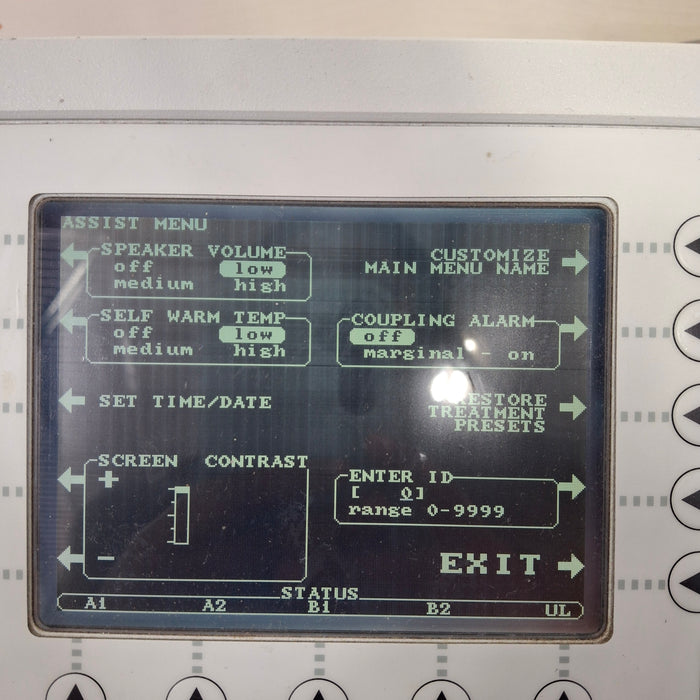 ASSIST MENU
SPEAKER VOLUME
off low
medium high
CUSTOMIZE
MAIN MENU NAME
SELF WARM TEMP
off low
medium high
COUPLING ALARM
off
marginal - on
SET TIME/DATE
RESTORE
TREATMENT
PRESETS
SCREEN CONTRAST
+
-
ENTER ID
[ 0]
range 0-9999
EXIT
STATUS
A1 A2 B1 B2 UL